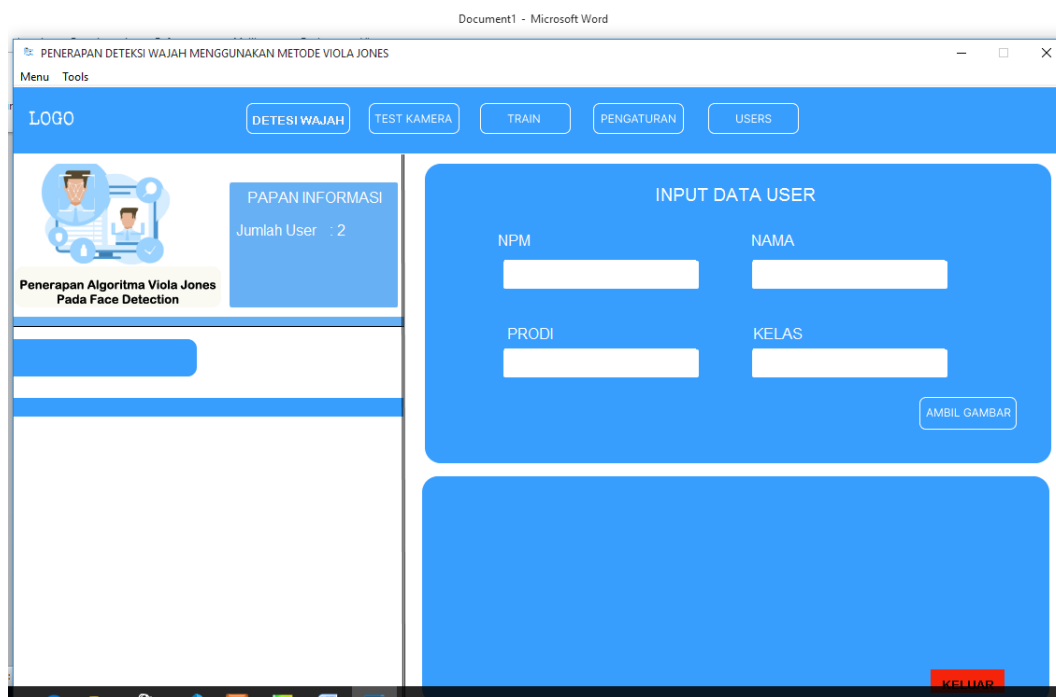 Document1 - Microsoft Word
PENERAPAN DETEKSI WAJAH MENGGUNAKAN METODE VIOLA JONES
Menu Tools
LOGO
DETESI WAJAH
TEST KAMERA
TRAIN
PENGATURAN
USERS
PAPAN INFORMASI
Jumlah User : 2
Penerapan Algoritma Viola Jones
Pada Face Detection
INPUT DATA USER
NPM
NAMA
PRODI
KELAS
AMBIL GAMBAR
KELUAR